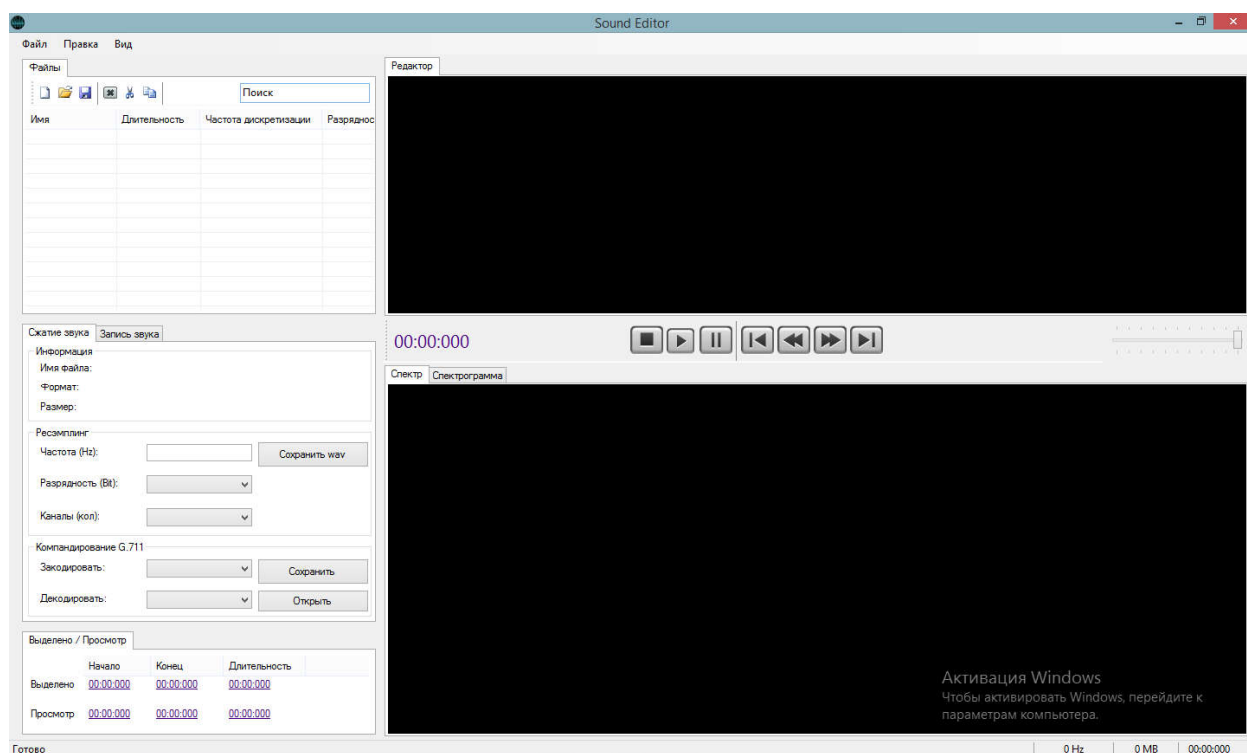 Sound Editor
Файл Правка Вид
Файлы
Поиск
Имя Длительность Частота дискретизации Разряднос
Сжатие звука Запись звука
Информация
Имя файла:
Формат:
Размер:
Ресэмплинг
Частота (Hz): Сохранить wav
Разрядность (Bit):
Каналы (кол):
Компандирование G.711
Закодировать: Сохранить
Декодировать: Открыть
Выделено / Просмотр
Начало Конец Длительность
Выделено 00:00:000 00:00:000 00:00:000
Просмотр 00:00:000 00:00:000 00:00:000
Редактор
00:00:000
Спектр Спектрограмма
Активация Windows
Чтобы активировать Windows, перейдите к
параметрам компьютера.
Готово 0 Hz 0 MB 00:00:000